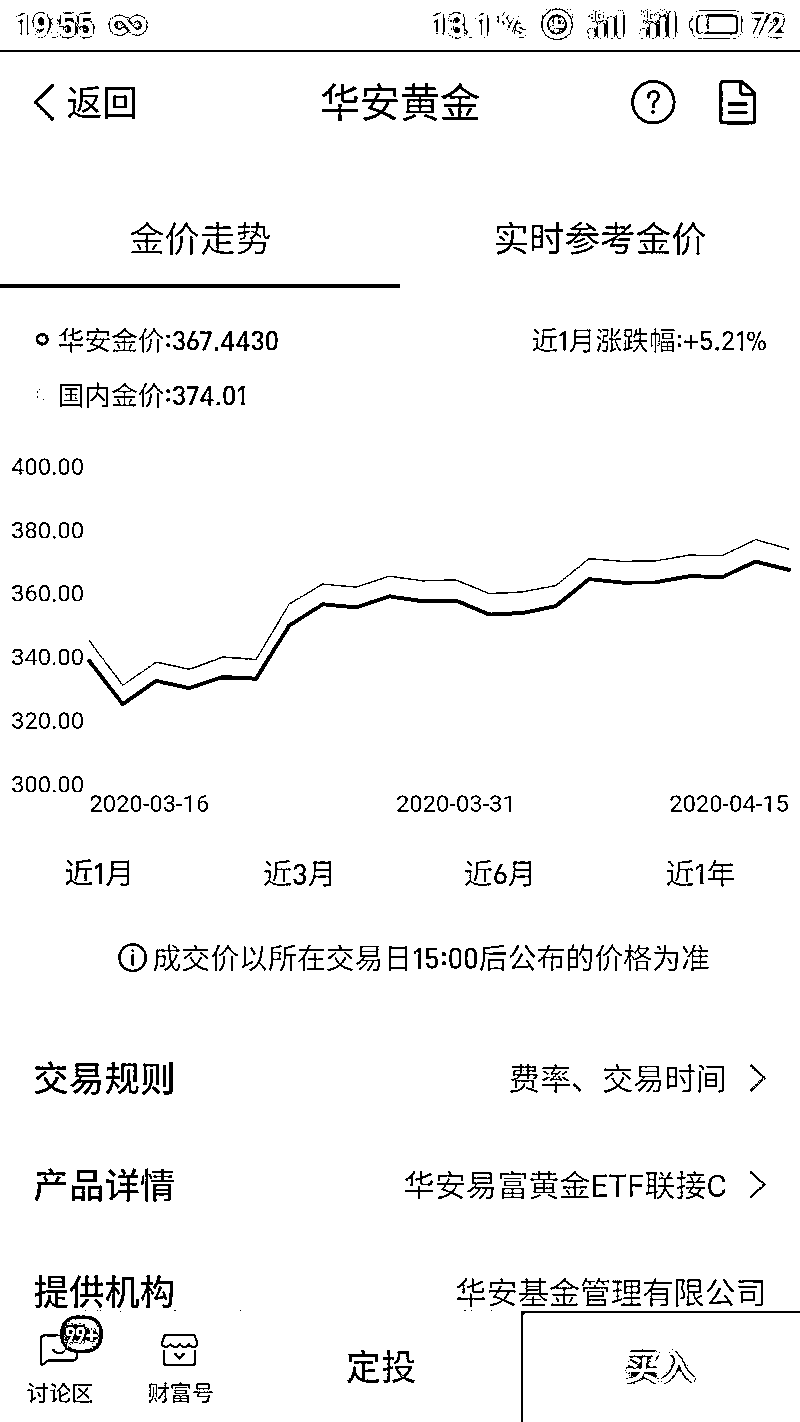 19:55 13.1 72
返回 华安黄金
金价走势 实时参考金价
华安金价:367.4430 近1月涨跌幅:+5.21%
国内金价:374.01
400.00
380.00
360.00
340.00
320.00
300.00
2020-03-16 2020-03-31 2020-04-15
近1月 近3月 近6月 近1年
成交价以所在交易日15:00后公布的价格为准
交易规则 费率、交易时间
产品详情 华安易富黄金ETF联接C
提供机构 华安基金管理有限公司
99+
讨论区 财富号 定投 买入